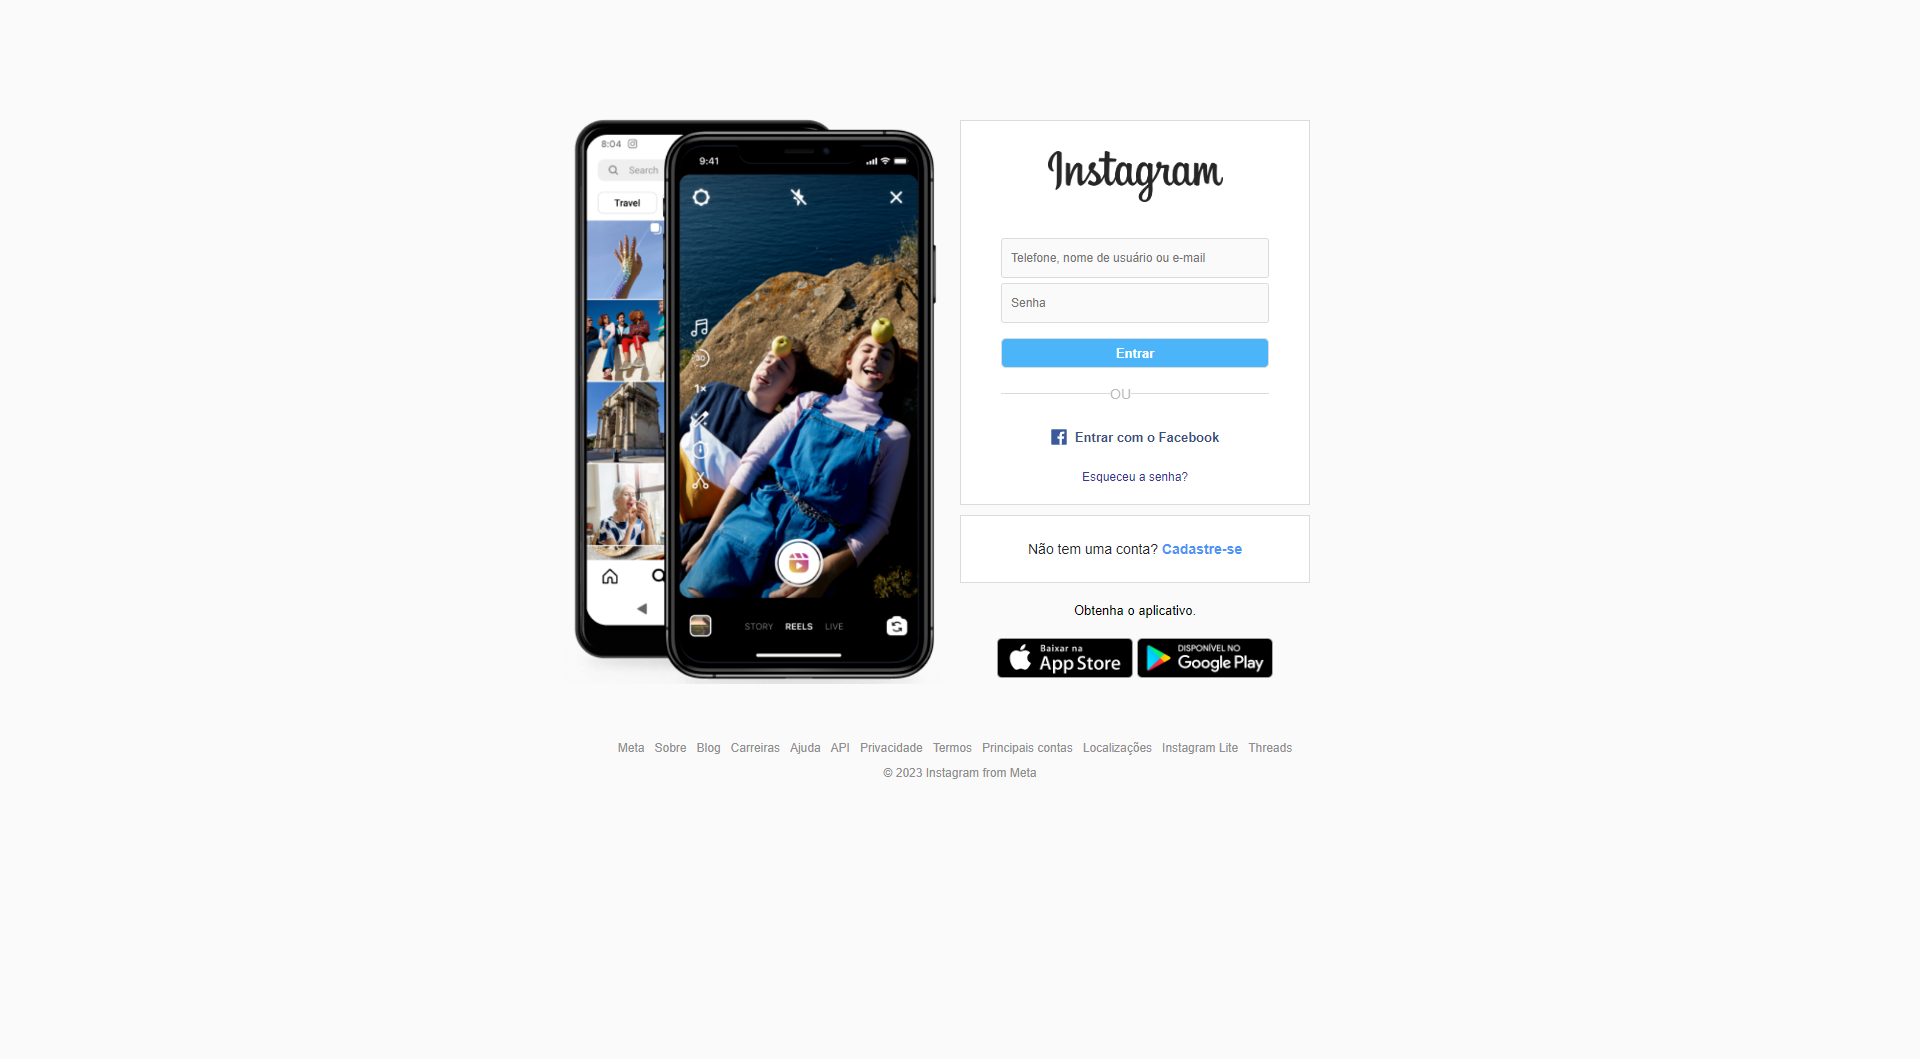 8:04
Search
Travel
9:41
30
1x
STORY REELS LIVE
Instagram
Telefone, nome de usuário ou e-mail
Senha
Entrar
OU
Entrar com o Facebook
Esqueceu a senha?
Não tem uma conta? Cadastre-se
Obtenha o aplicativo.
Baixar na
App Store
DISPONÍVEL NO
Google Play
Meta Sobre Blog Carreiras Ajuda API Privacidade Termos Principais contas Localizações Instagram Lite Threads
© 2023 Instagram from Meta